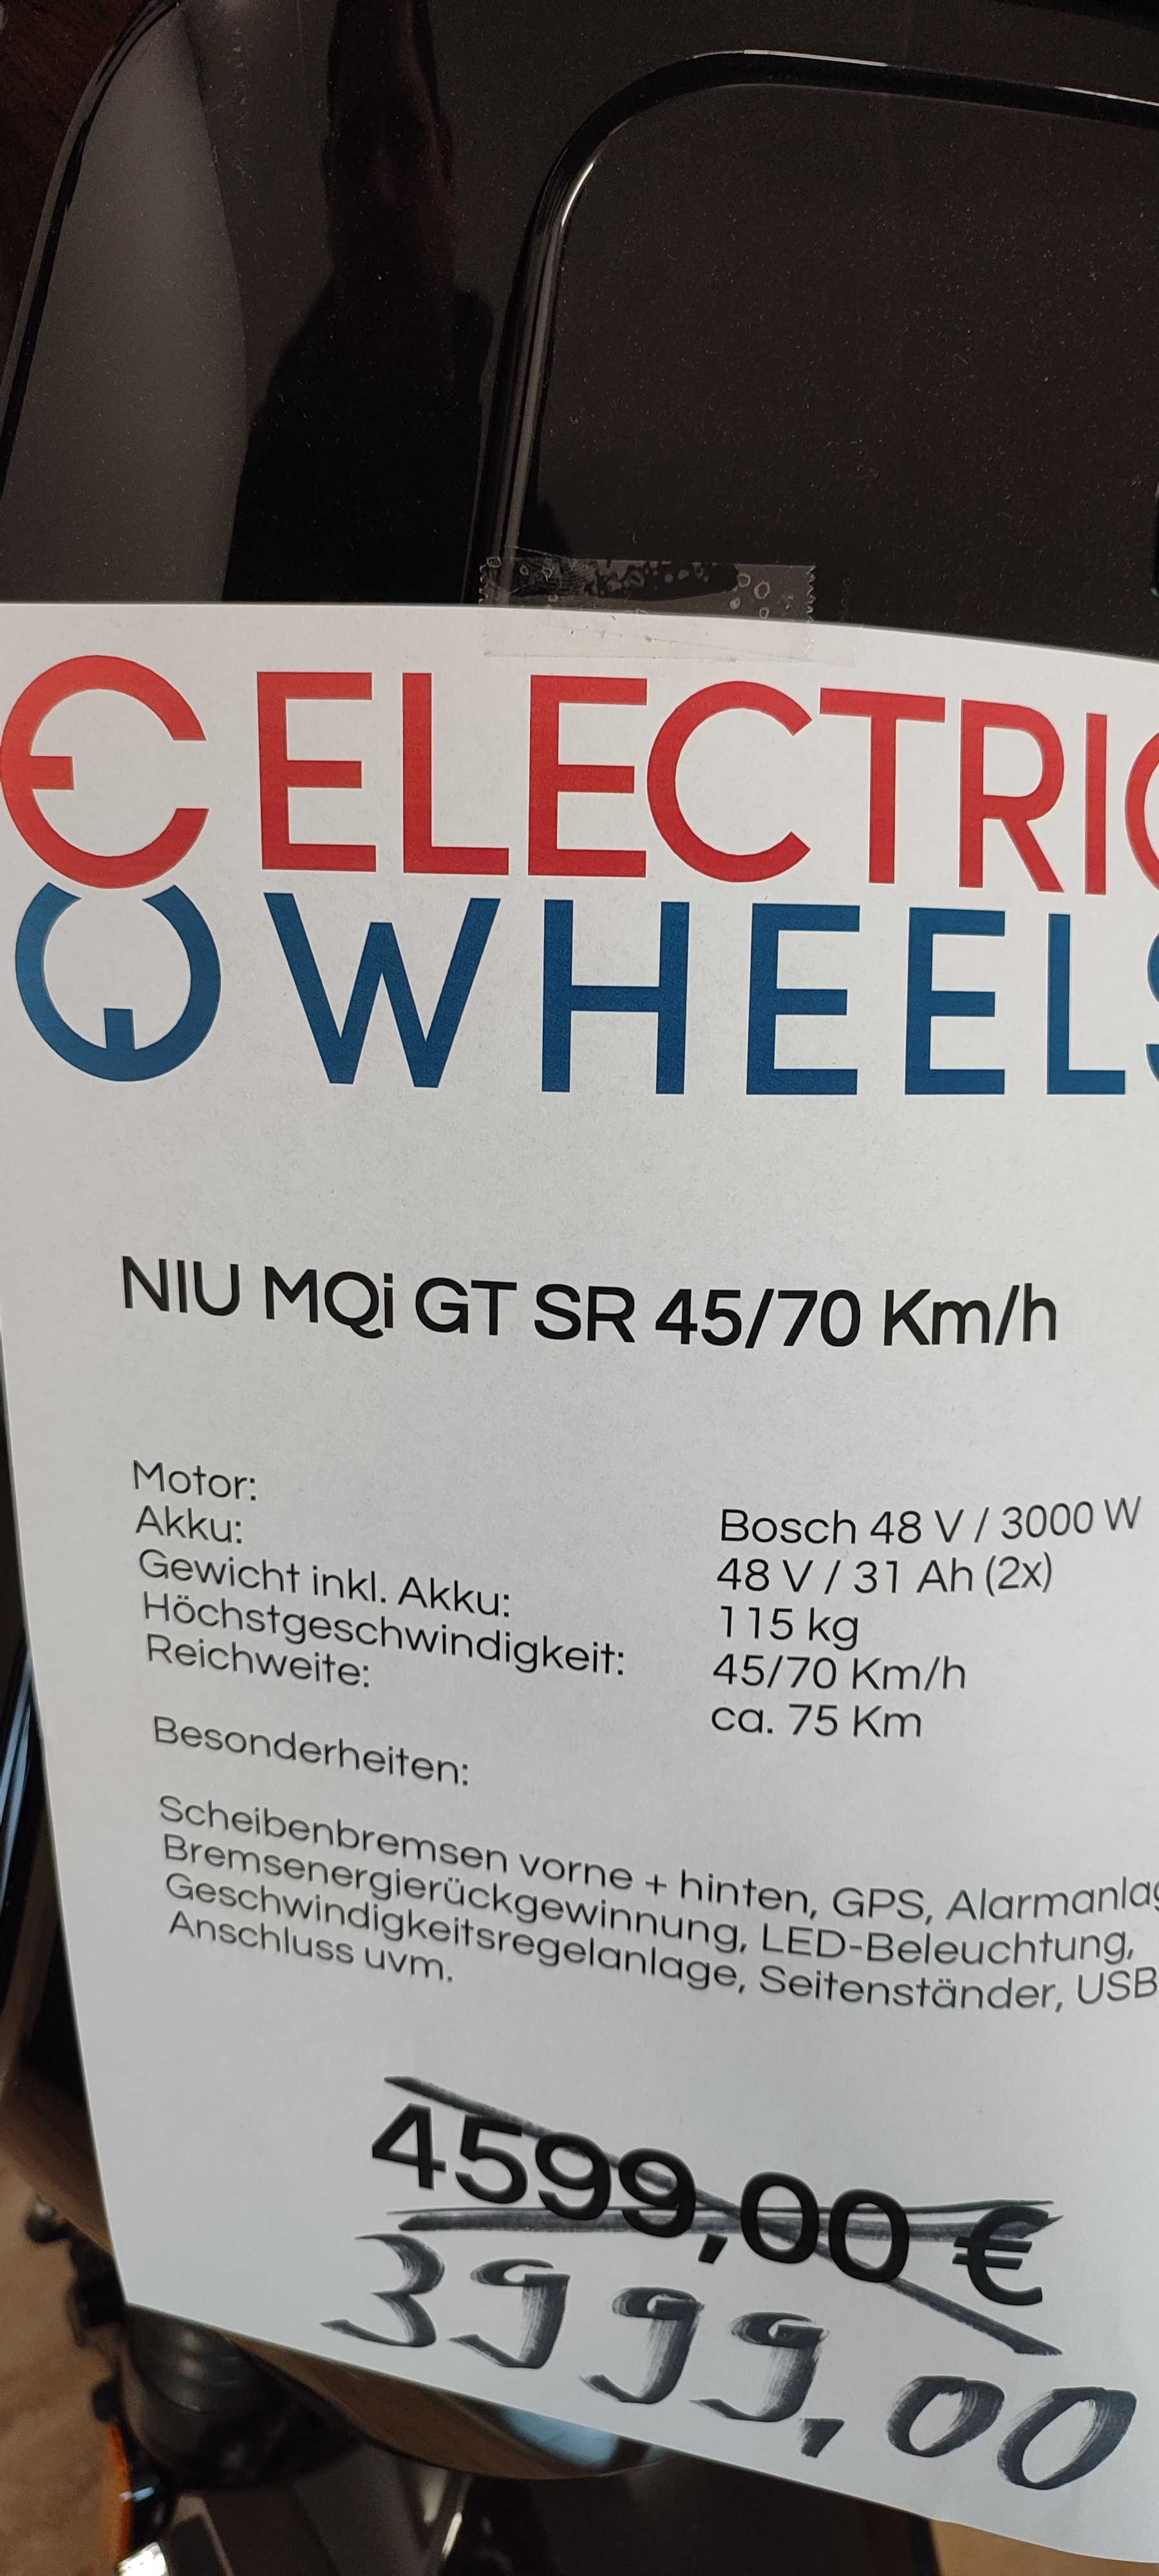 ELECTRIC
WHEELS
NIU MQi GT SR 45/70 Km/h
Motor: Bosch 48 V / 3000 W
Akku: 48 V / 31 Ah (2x)
Gewicht inkl. Akku: 115 kg
Höchstgeschwindigkeit: 45/70 Km/h
Reichweite: ca. 75 Km
Besonderheiten:
Scheibenbremsen vorne + hinten, GPS, Alarmanlag
Bremsenergierückgewinnung, LED-Beleuchtung,
Geschwindigkeitsregelanlage, Seitenständer, USB
Anschluss uvm.
4599,00 €
3999,00